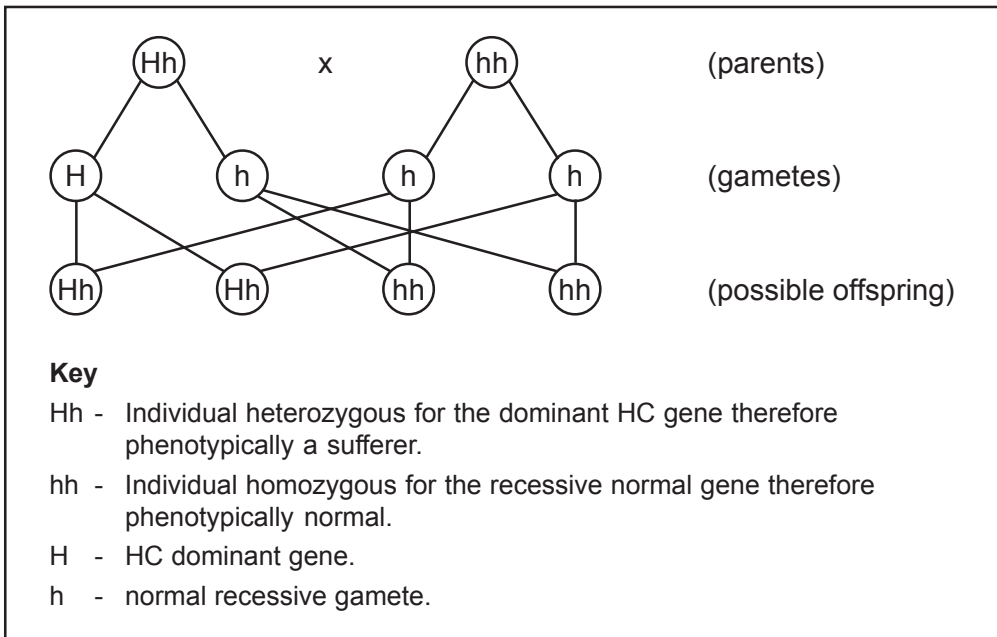 Hh x hh (parents)
H h h h (gametes)
Hh Hh hh hh (possible offspring)
Key
Hh - Individual heterozygous for the dominant HC gene therefore
phenotypically a sufferer.
hh - Individual homozygous for the recessive normal gene therefore
phenotypically normal.
H - HC dominant gene.
h - normal recessive gamete.